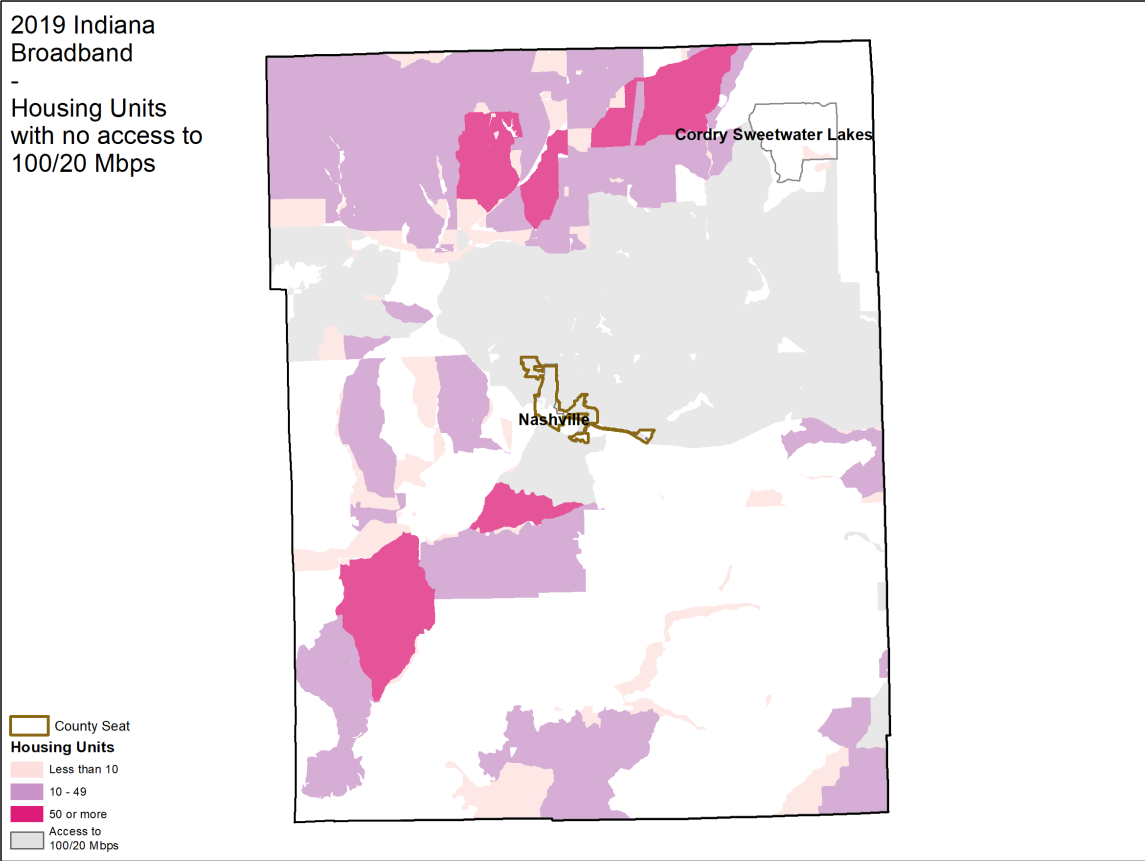 2019 Indiana
Broadband
-
Housing Units
with no access to
100/20 Mbps
Cordry Sweetwater Lakes
Nashville
County Seat
Housing Units
Less than 10
10 - 49
50 or more
Access to
100/20 Mbps